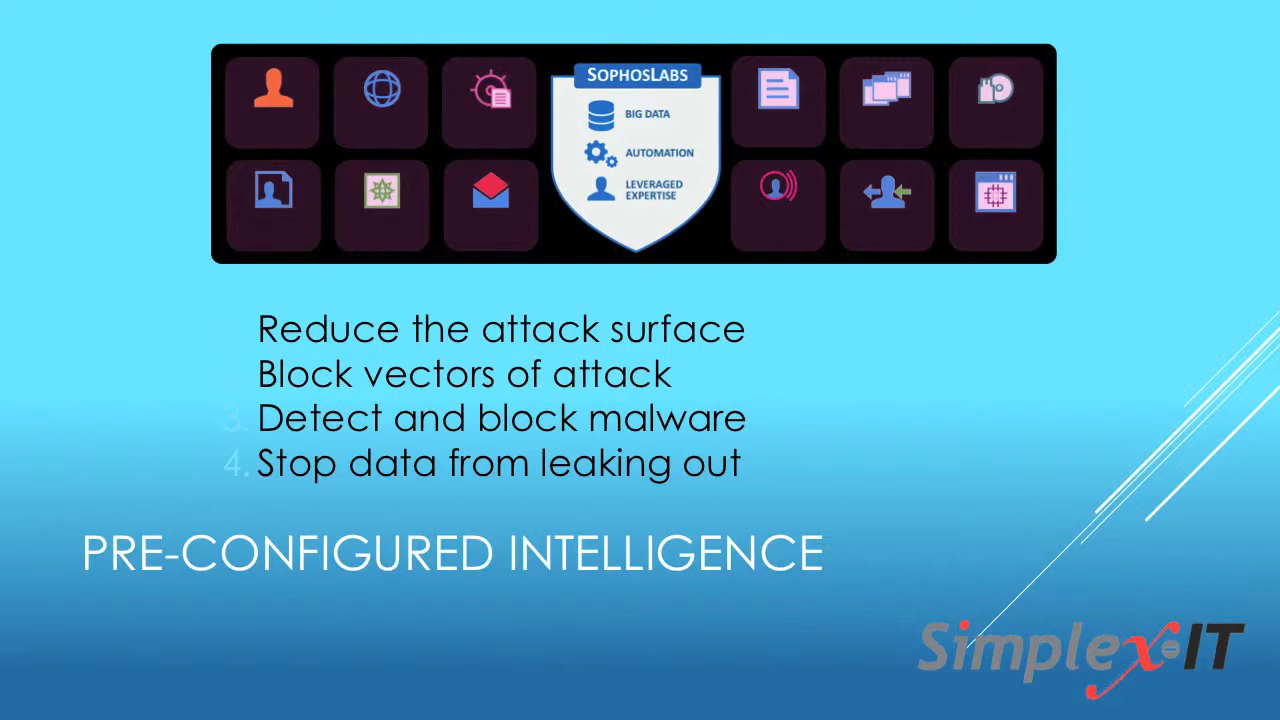 SOPHOSLABS
BIG DATA
AUTOMATION
LEVERAGED
EXPERTISE
Reduce the attack surface
Block vectors of attack
3. Detect and block malware
4. Stop data from leaking out
PRE-CONFIGURED INTELLIGENCE
Simplex-IT